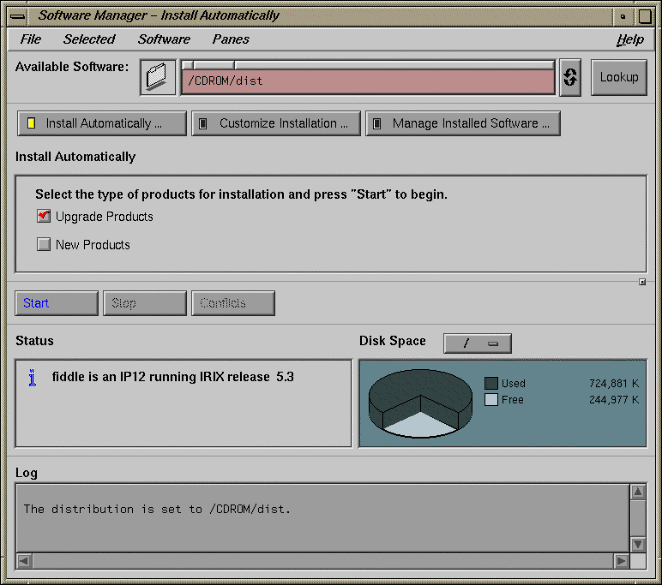 Software Manager – Install Automatically
File Selected Software Panes Help
Available Software: /CDROM/dist Lookup
Install Automatically ... Customize Installation ... Manage Installed Software ...
Install Automatically
Select the type of products for installation and press "Start" to begin.
Upgrade Products
New Products
Start Stop Conflicts
Status Disk Space /
fiddle is an IP12 running IRIX release 5.3
Used 724,881 K
Free 244,977 K
Log
The distribution is set to /CDROM/dist.